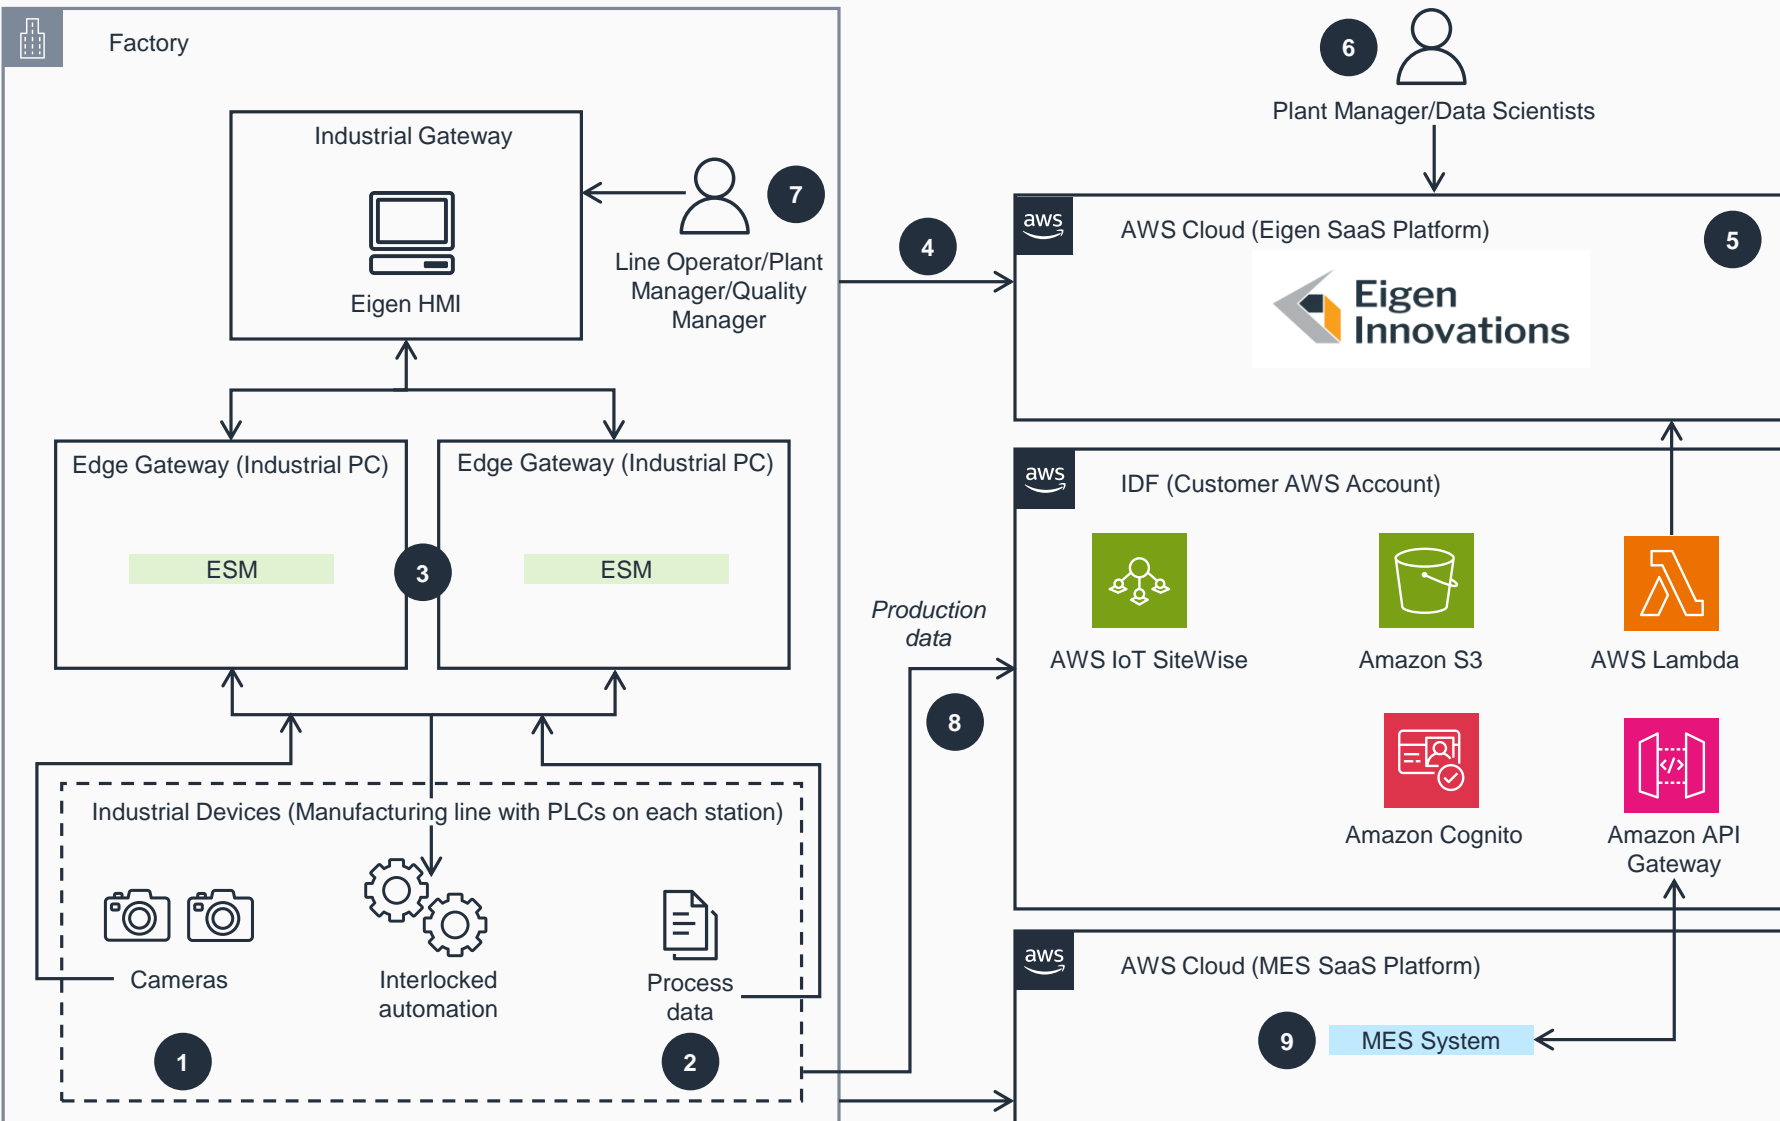 Factory
6
Plant Manager/Data Scientists
Industrial Gateway
Eigen HMI
7
Line Operator/Plant
Manager/Quality
Manager
4
aws
AWS Cloud (Eigen SaaS Platform)
5
Eigen
Innovations
Edge Gateway (Industrial PC)
ESM
3
Edge Gateway (Industrial PC)
ESM
Production
data
8
aws
IDF (Customer AWS Account)
AWS IoT SiteWise
Amazon S3
AWS Lambda
Amazon Cognito
Amazon API
Gateway
Industrial Devices (Manufacturing line with PLCs on each station)
Cameras
Interlocked
automation
Process
data
1
2
aws
AWS Cloud (MES SaaS Platform)
9
MES System